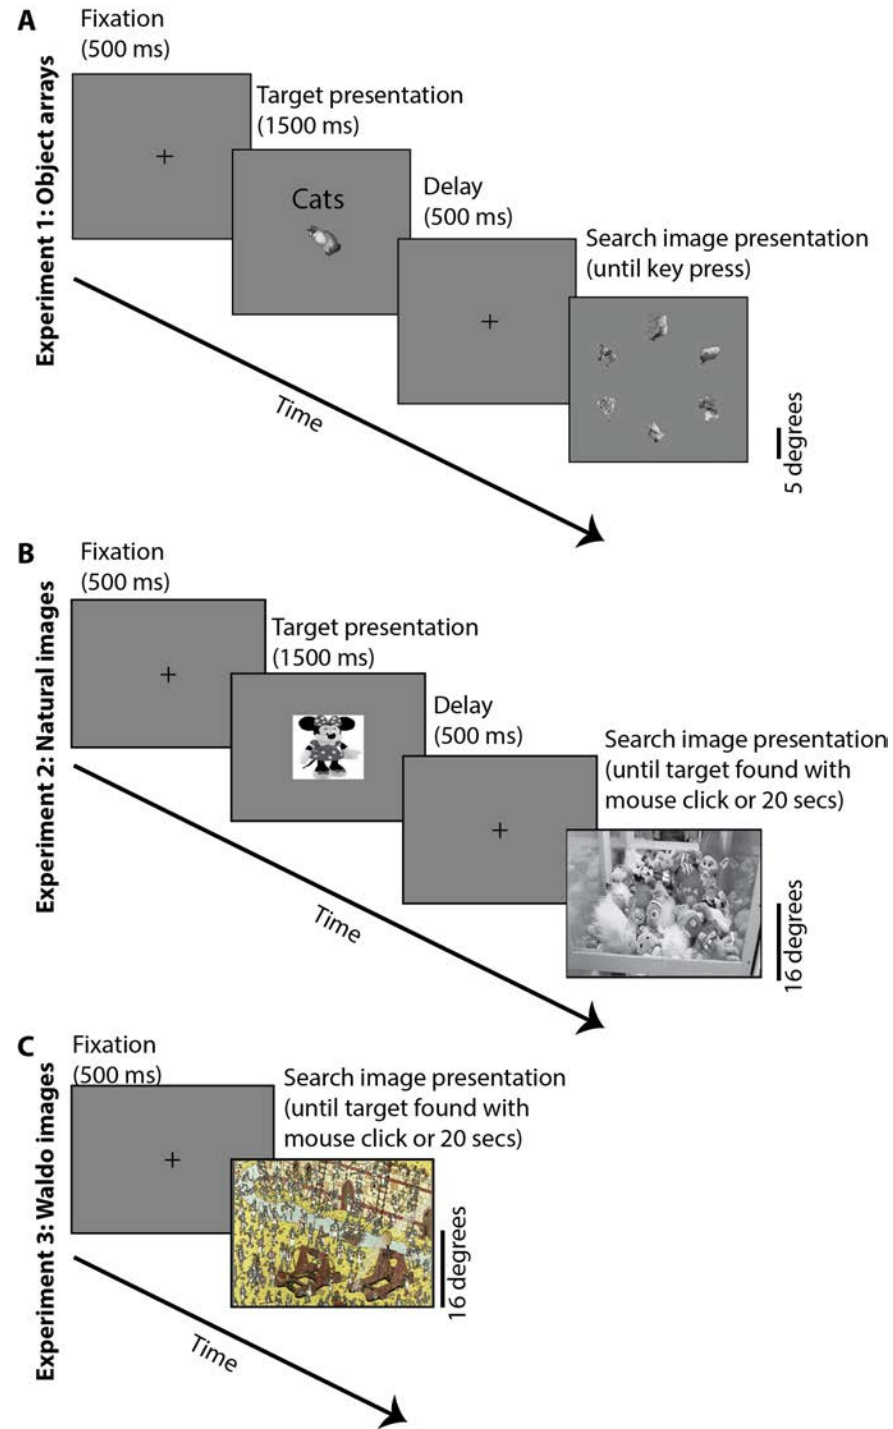 A
Experiment 1: Object arrays
Fixation
(500 ms)
Target presentation
(1500 ms)
Cats
Delay
(500 ms)
Search image presentation
(until key press)
Time
5 degrees
B
Experiment 2: Natural images
Fixation
(500 ms)
Target presentation
(1500 ms)
Delay
(500 ms)
Search image presentation
(until target found with
mouse click or 20 secs)
Time
16 degrees
C
Experiment 3: Waldo images
Fixation
(500 ms)
Search image presentation
(until target found with
mouse click or 20 secs)
Time
16 degrees